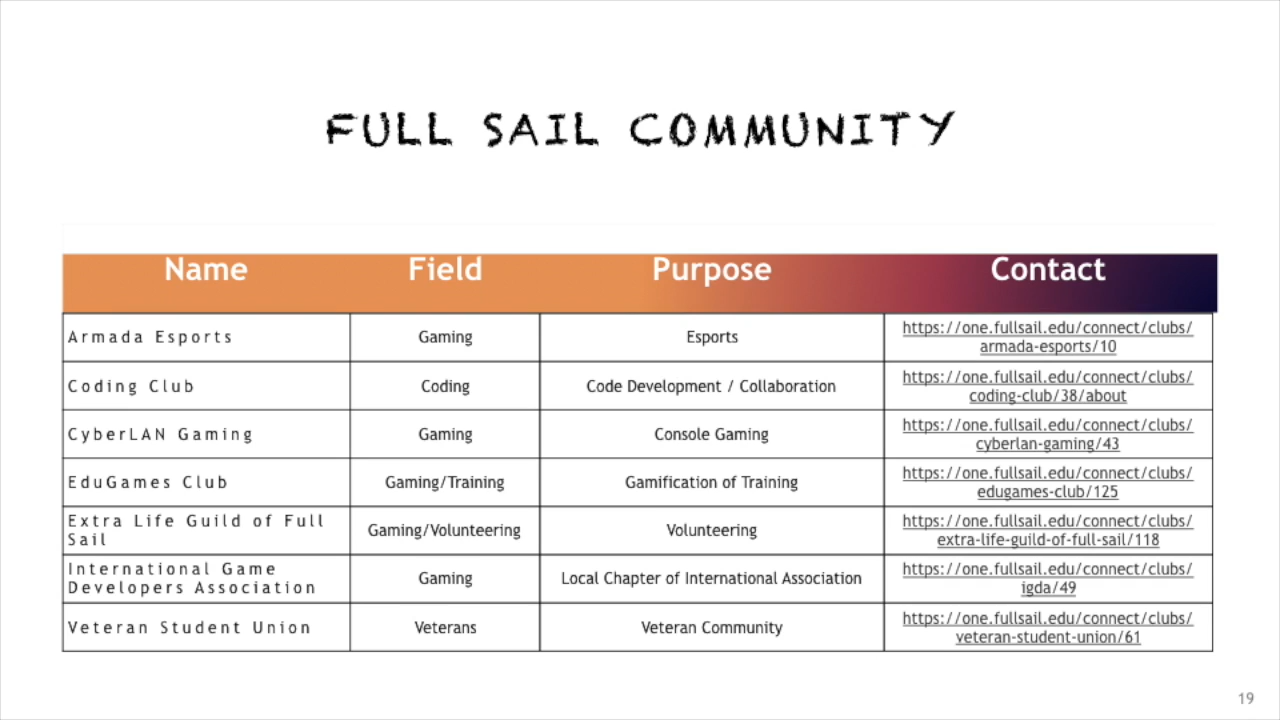 FULL SAIL COMMUNITY
Name Field Purpose Contact
Armada Esports Gaming Esports https://one.fullsail.edu/connect/clubs/
armada-esports/10
Coding Club Coding Code Development / Collaboration https://one.fullsail.edu/connect/clubs/
coding-club/38/about
CyberLAN Gaming Gaming Console Gaming https://one.fullsail.edu/connect/clubs/
cyberlan-gaming/43
EduGames Club Gaming/Training Gamification of Training https://one.fullsail.edu/connect/clubs/
edugames-club/125
Extra Life Guild of Full Gaming/Volunteering Volunteering https://one.fullsail.edu/connect/clubs/
Sail extra-life-guild-of-full-sail/118
International Game Gaming Local Chapter of International Association https://one.fullsail.edu/connect/clubs/
Developers Association igda/49
Veteran Student Union Veterans Veteran Community https://one.fullsail.edu/connect/clubs/
veteran-student-union/61
19